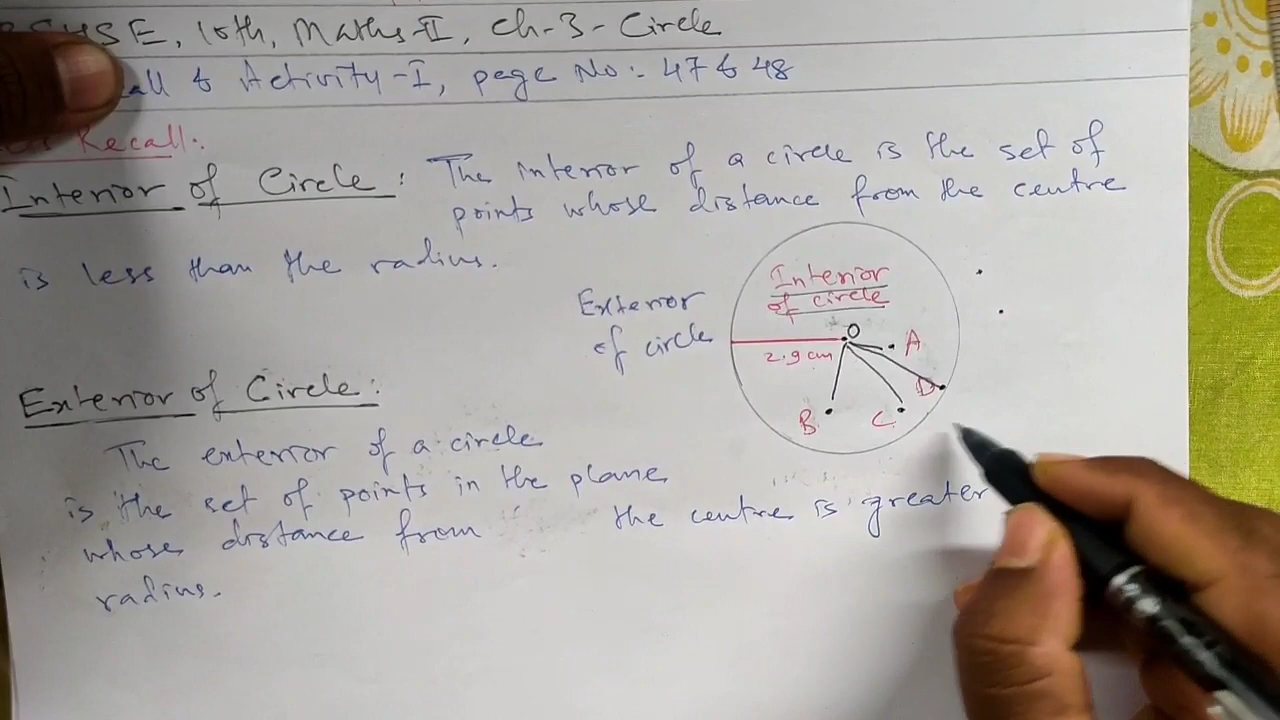 SE, 10th, Maths-II, Ch-3- Circle
& Activity-I, page No:- 47 & 48
Recall.
Interior of Circle: The interior of a circle is the set of
points whose distance from the centre
is less than the radius.
Interior
of circle
Exterior
of circle
O
A
2.9 cm
D
B
C
Exterior of Circle:
The exterior of a circle
is the set of points in the plane
whose distance from the centre is greater
radius.